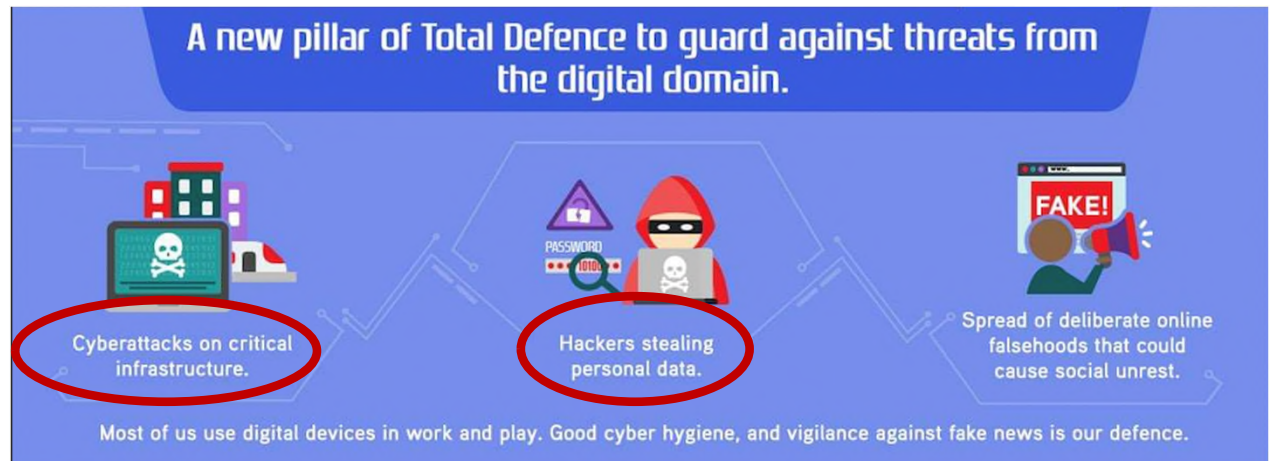 A new pillar of Total Defence to guard against threats from
the digital domain.
www.
FAKE!
PASSWORD
10100
Cyberattacks on critical
infrastructure.
Hackers stealing
personal data.
Spread of deliberate online
falsehoods that could
cause social unrest.
Most of us use digital devices in work and play. Good cyber hygiene, and vigilance against fake news is our defence.